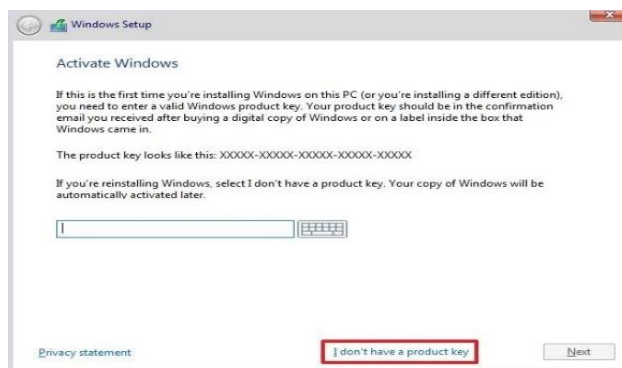 Windows Setup
Activate Windows
If this is the first time you're installing Windows on this PC (or you're installing a different edition),
you need to enter a valid Windows product key. Your product key should be in the confirmation
email you received after buying a digital copy of Windows or on a label inside the box that
Windows came in.
The product key looks like this: XXXXX-XXXXX-XXXXX-XXXXX-XXXXX
If you're reinstalling Windows, select I don't have a product key. Your copy of Windows will be
automatically activated later.
Privacy statement
I don't have a product key
Next